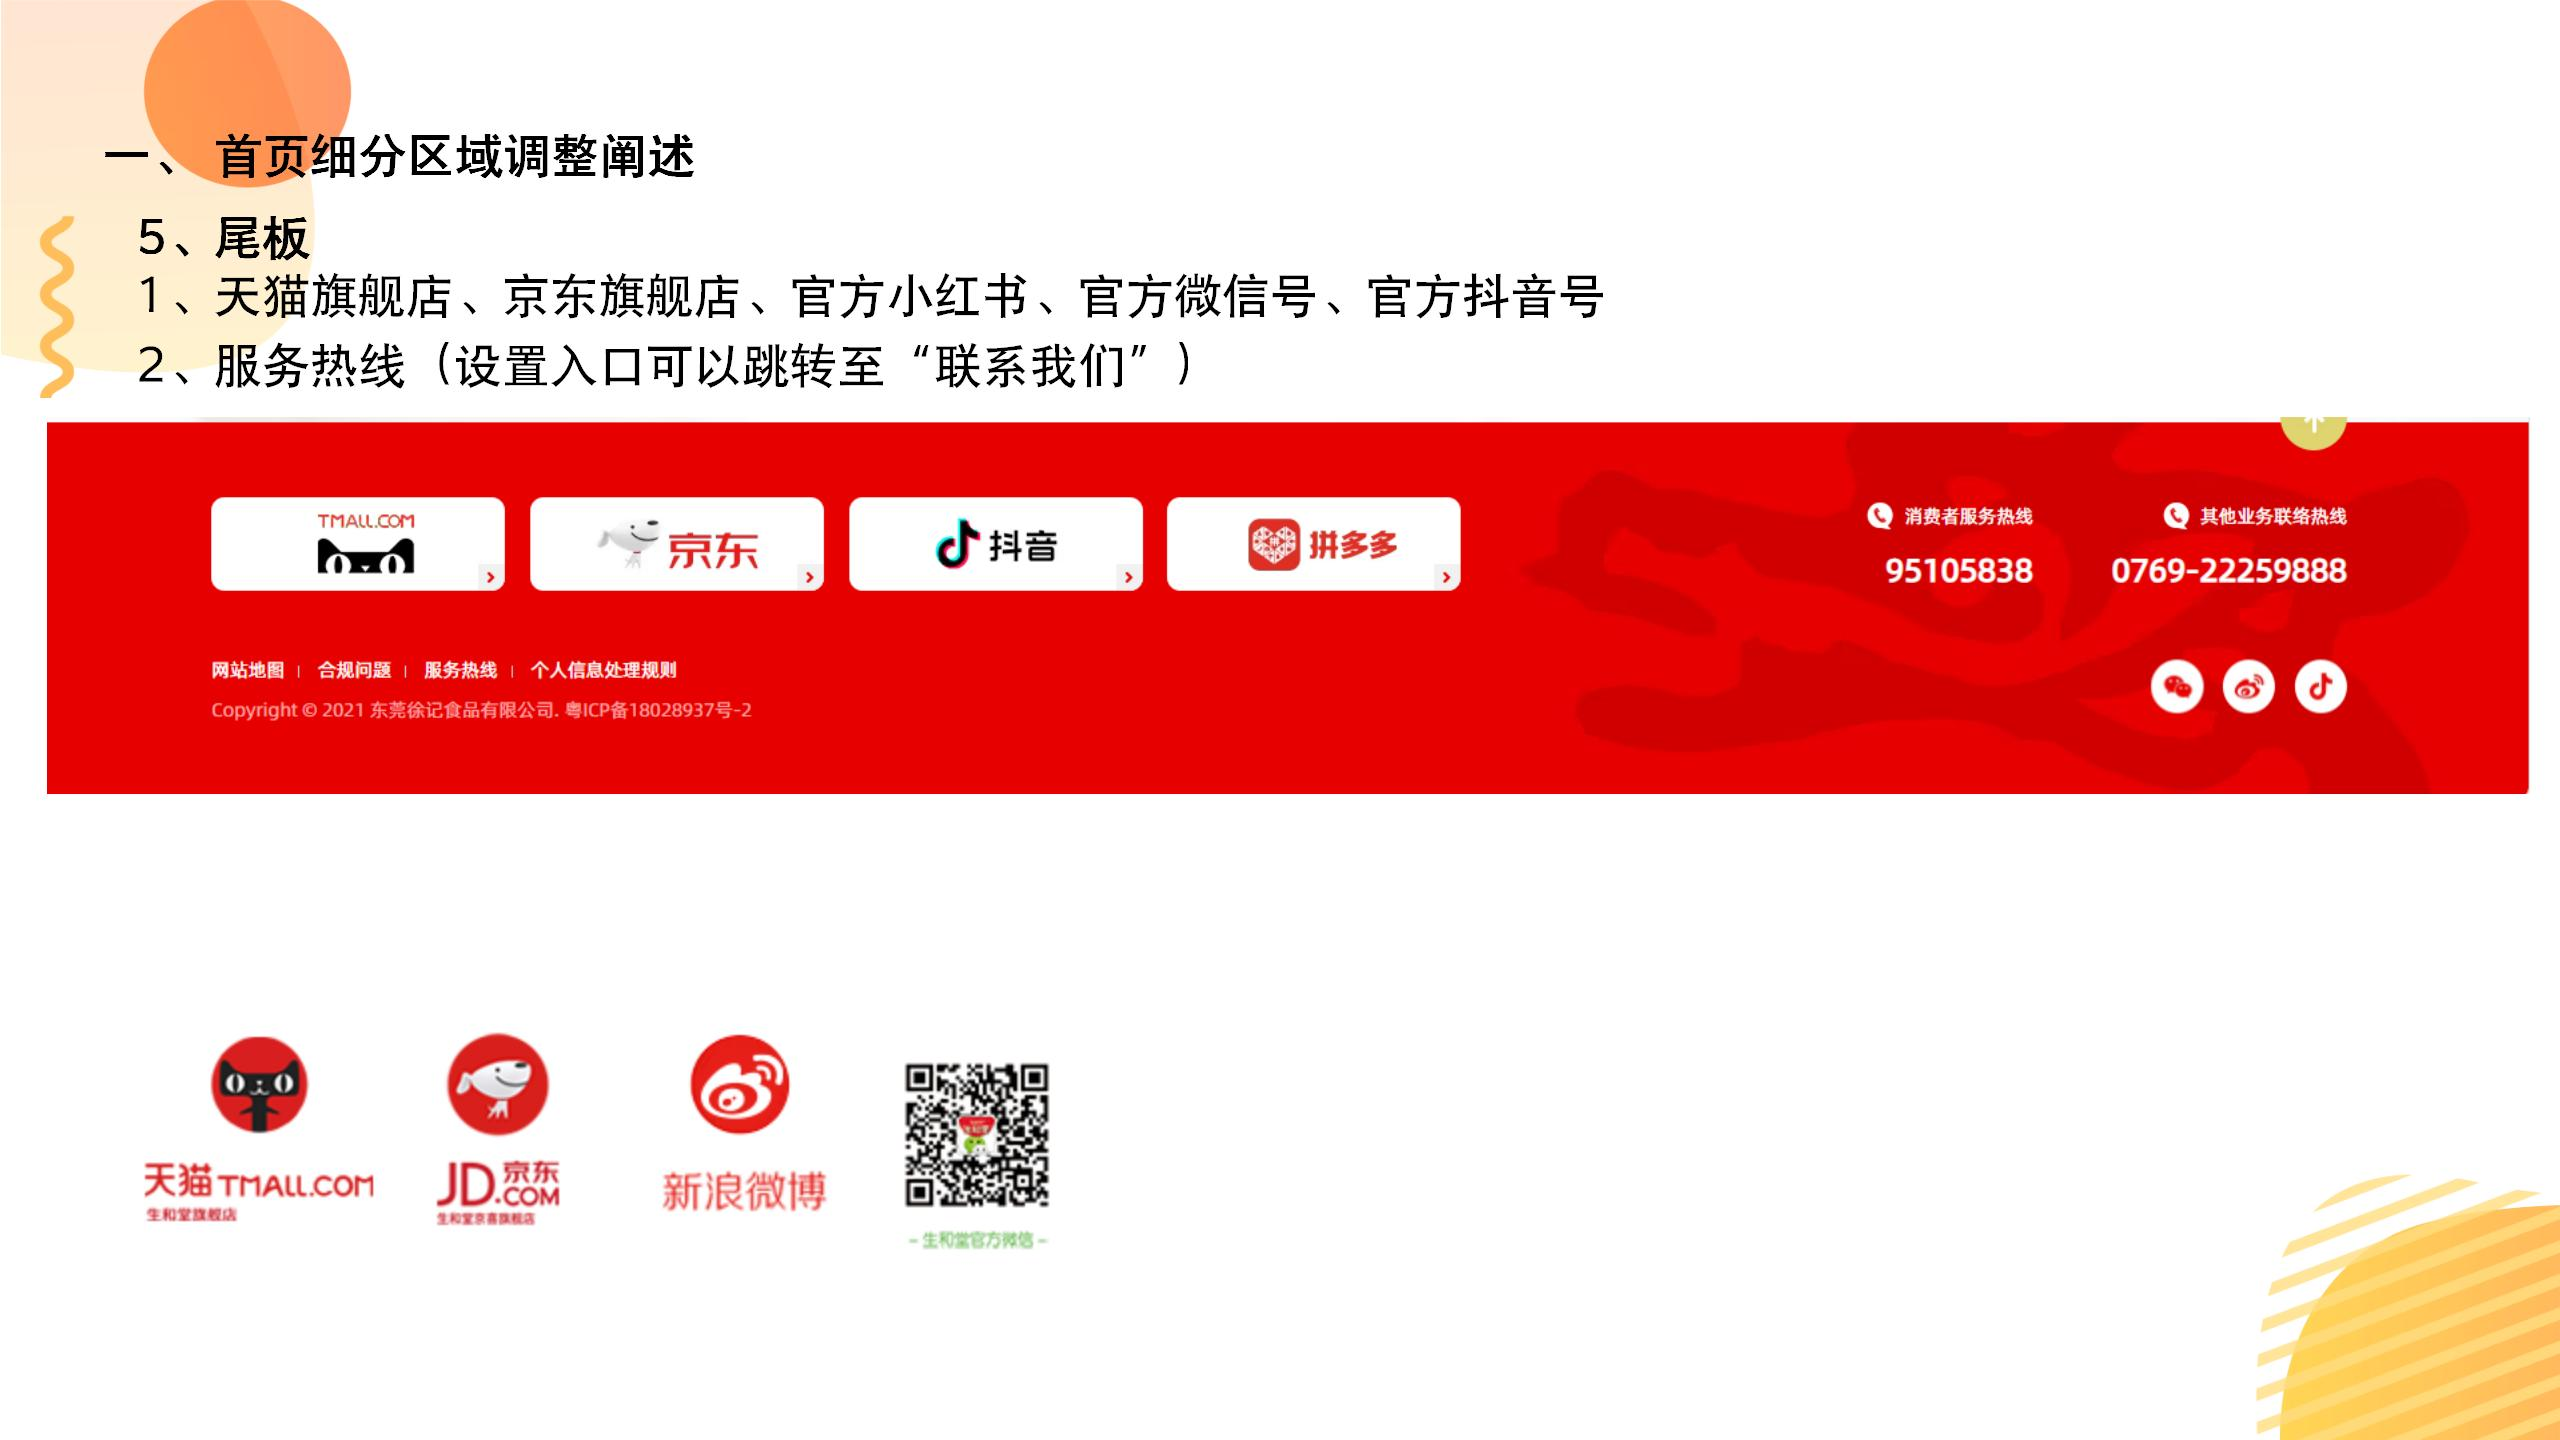 一、 首页细分区域调整阐述
5、尾板
1、天猫旗舰店、京东旗舰店、官方小红书、官方微信号、官方抖音号
2、服务热线（设置入口可以跳转至“联系我们”）
TMALL.COM
京东
抖音
拼多多
消费者服务热线
95105838
其他业务联络热线
0769-22259888
网站地图 | 合规问题 | 服务热线 | 个人信息处理规则
Copyright © 2021 东莞徐记食品有限公司. 粤ICP备18028937号-2
天猫 TMALL.COM
生和堂旗舰店
JD京东.COM
生和堂京喜旗舰店
新浪微博
生和堂
– 生和堂官方微信 –